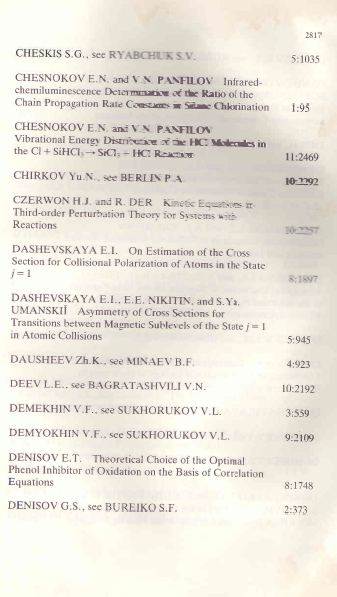 2817
CHESKIS S.G., see RYABCHUK S.V. 5:1035
CHESNOKOV E.N. and V.N. PANFILOV Infrared-
chemiluminescence Determination of the Ratio of the
Chain Propagation Rate Constants in Silane Chlorination 1:95
CHESNOKOV E.N. and V.N. PANFILOV
Vibrational Energy Distribution of the HCl Molecules in
the Cl + SiHCl₃ → SiCl₃ + HCl Reaction 11:2469
CHIRKOV Yu.N., see BERLIN P.A. 10:2292
CZERWON H.J. and R. DER Kinetic Equations in
Third-order Perturbation Theory for Systems with
Reactions 10:2257
DASHEVSKAYA E.I. On Estimation of the Cross
Section for Collisional Polarization of Atoms in the State
j = 1 8:1897
DASHEVSKAYA E.I., E.E. NIKITIN, and S.Ya.
UMANSKIĬ Asymmetry of Cross Sections for
Transitions between Magnetic Sublevels of the State j = 1
in Atomic Collisions 5:945
DAUSHEEV Zh.K., see MINAEV B.F. 4:923
DEEV L.E., see BAGRATASHVILI V.N. 10:2192
DEMEKHIN V.F., see SUKHORUKOV V.L. 3:559
DEMYOKHIN V.F., see SUKHORUKOV V.L. 9:2109
DENISOV E.T. Theoretical Choice of the Optimal
Phenol Inhibitor of Oxidation on the Basis of Correlation
Equations 8:1748
DENISOV G.S., see BUREIKO S.F. 2:373